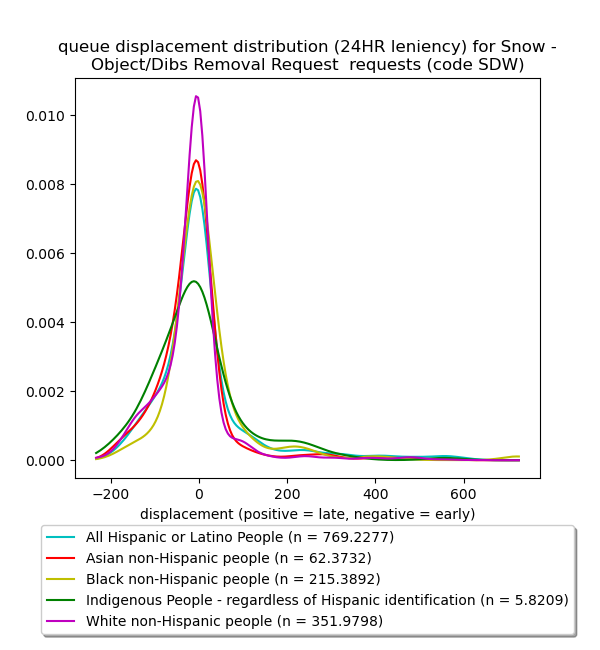 queue displacement distribution (24HR leniency) for Snow -
Object/Dibs Removal Request  requests (code SDW)
0.010
0.008
0.006
0.004
0.002
0.000
−200
0
200
400
600
displacement (positive = late, negative = early)
All Hispanic or Latino People (n = 769.2277)
Asian non-Hispanic people (n = 62.3732)
Black non-Hispanic people (n = 215.3892)
Indigenous People - regardless of Hispanic identification (n = 5.8209)
White non-Hispanic people (n = 351.9798)